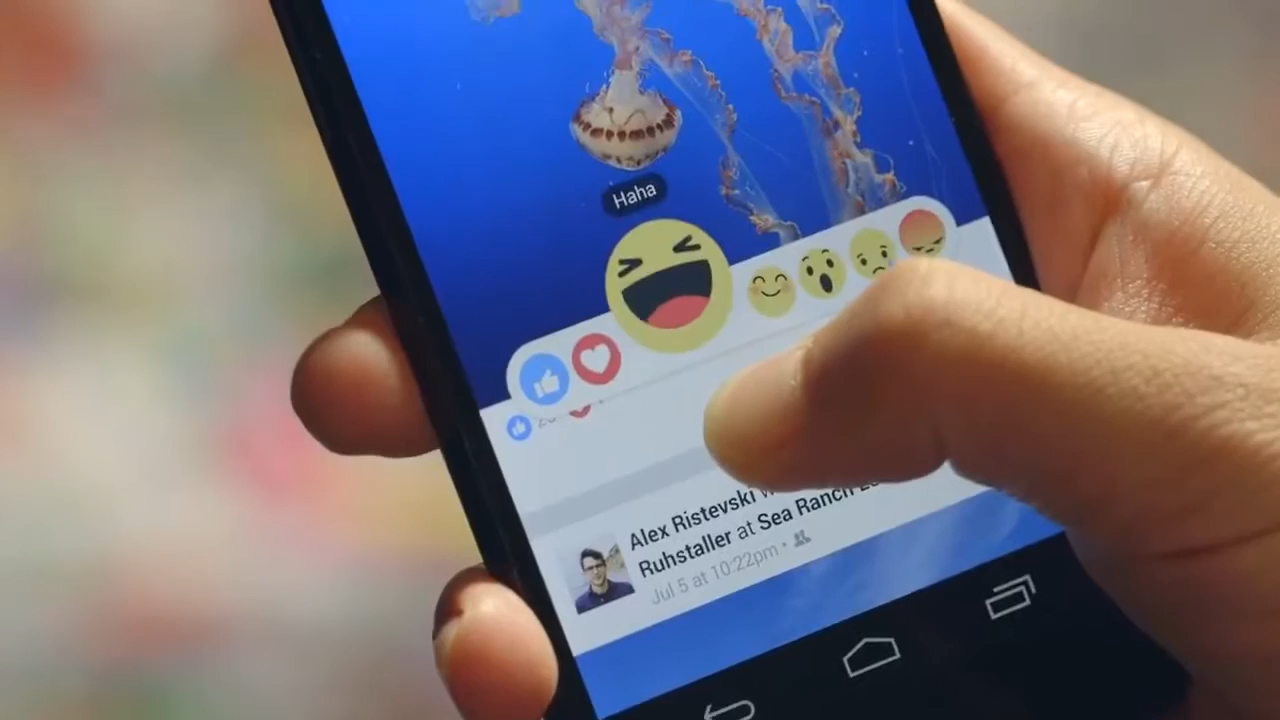 Haha
Alex Ristevski
Ruhstaller at Sea Ranch
Jul 5 at 10:22pm ·